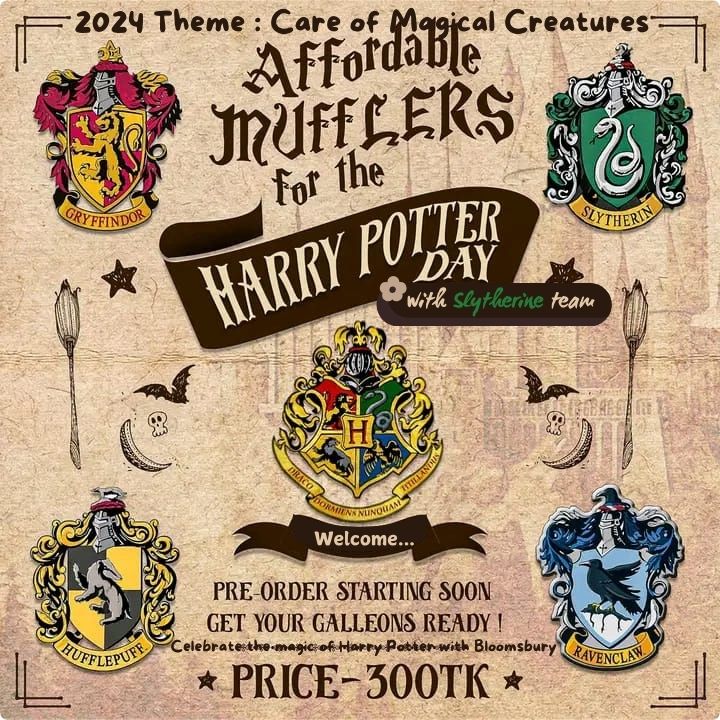 2024 Theme : Care of Magical Creatures
Affordable
MUFFLERS
for the
HARRY POTTER
DAY
with Slytherine team
GRYFFINDOR
SLYTHERIN
H
DRACO DORMIENS NUNQUAM TITILLANDUS
Welcome...
PRE-ORDER STARTING SOON
GET YOUR GALLEONS READY !
Celebrate the magic of Harry Potter with Bloomsbury
HUFFLEPUFF
RAVENCLAW
PRICE-300TK